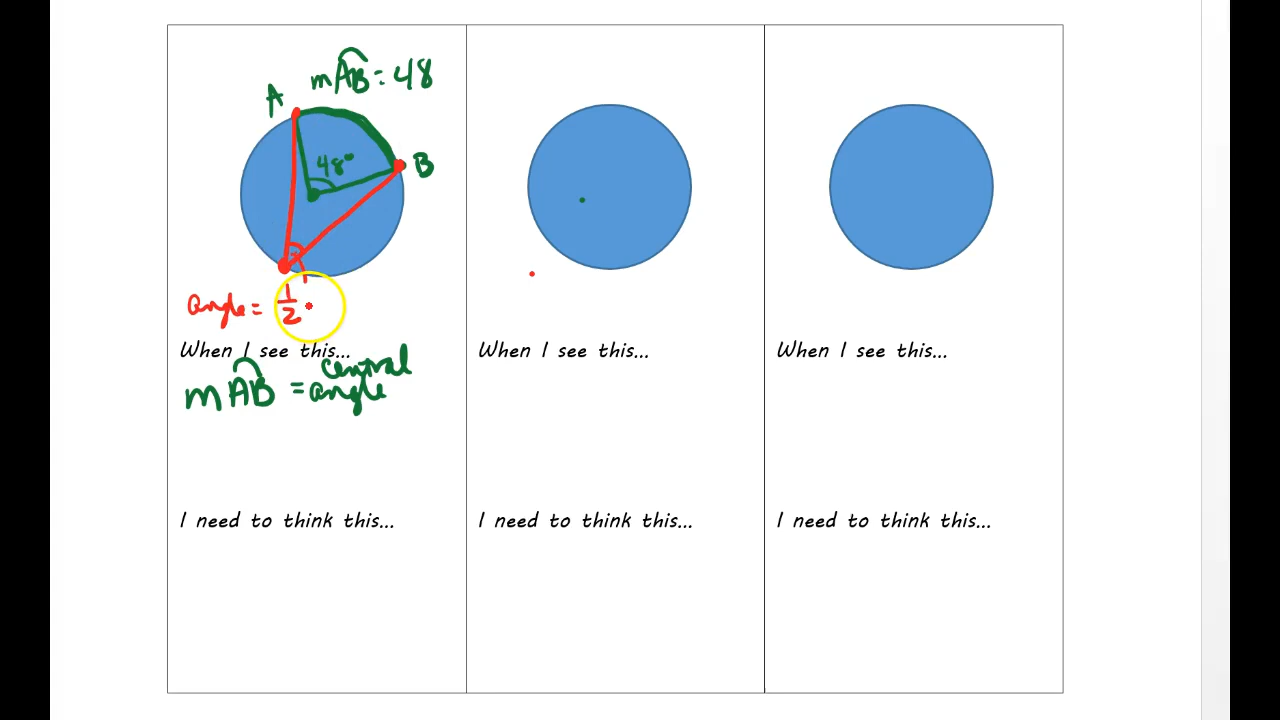 mAB = 48
A
48°
B
angle = 1/2
When I see this...
mAB = central angle
I need to think this...
When I see this...
I need to think this...
When I see this...
I need to think this...